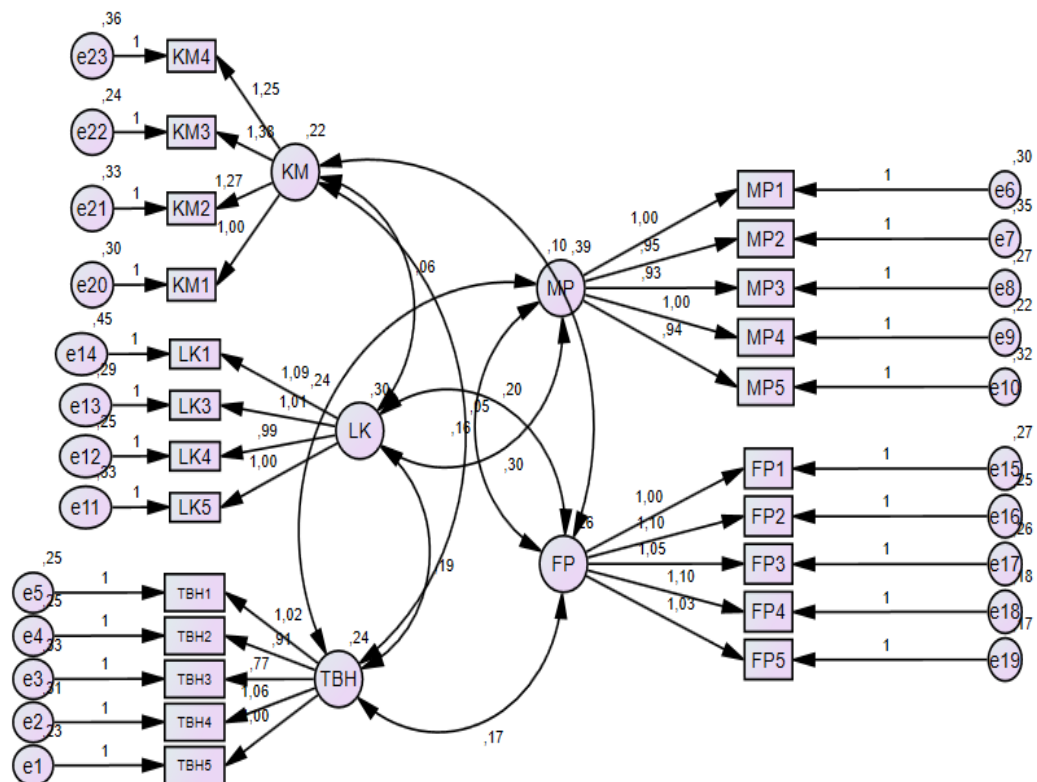 ,36
e23 1 KM4
1,25
,24
e22 1 KM3 1,38 ,22
KM
,33
e21 1 KM2 1,27
1,00
,30
e20 1 KM1
,06
,45
e14 1 LK1
1,09
,29
e13 1 LK3 1,01 ,24 ,30
LK
,25
e12 1 LK4 ,99
,33
e11 1 LK5 1,00
,25
e5 1 TBH1
1,02
,25
e4 1 TBH2 ,91 ,24
TBH
,33
e3 1 TBH3 ,77
,31
e2 1 TBH4 1,06
,23
e1 1 TBH5 ,00
,10 ,39
MP
,30
1,00 MP1 1 e6
,35
,95 MP2 1 e7
,27
,93 MP3 1 e8
,22
1,00 MP4 1 e9
,32
,94 MP5 1 e10
,20
,05
,16
,30
,19
,17
26
FP
,27
1,00 FP1 1 e15
,25
1,10 FP2 1 e16
,26
1,05 FP3 1 e17
,18
1,10 FP4 1 e18
,17
1,03 FP5 1 e19